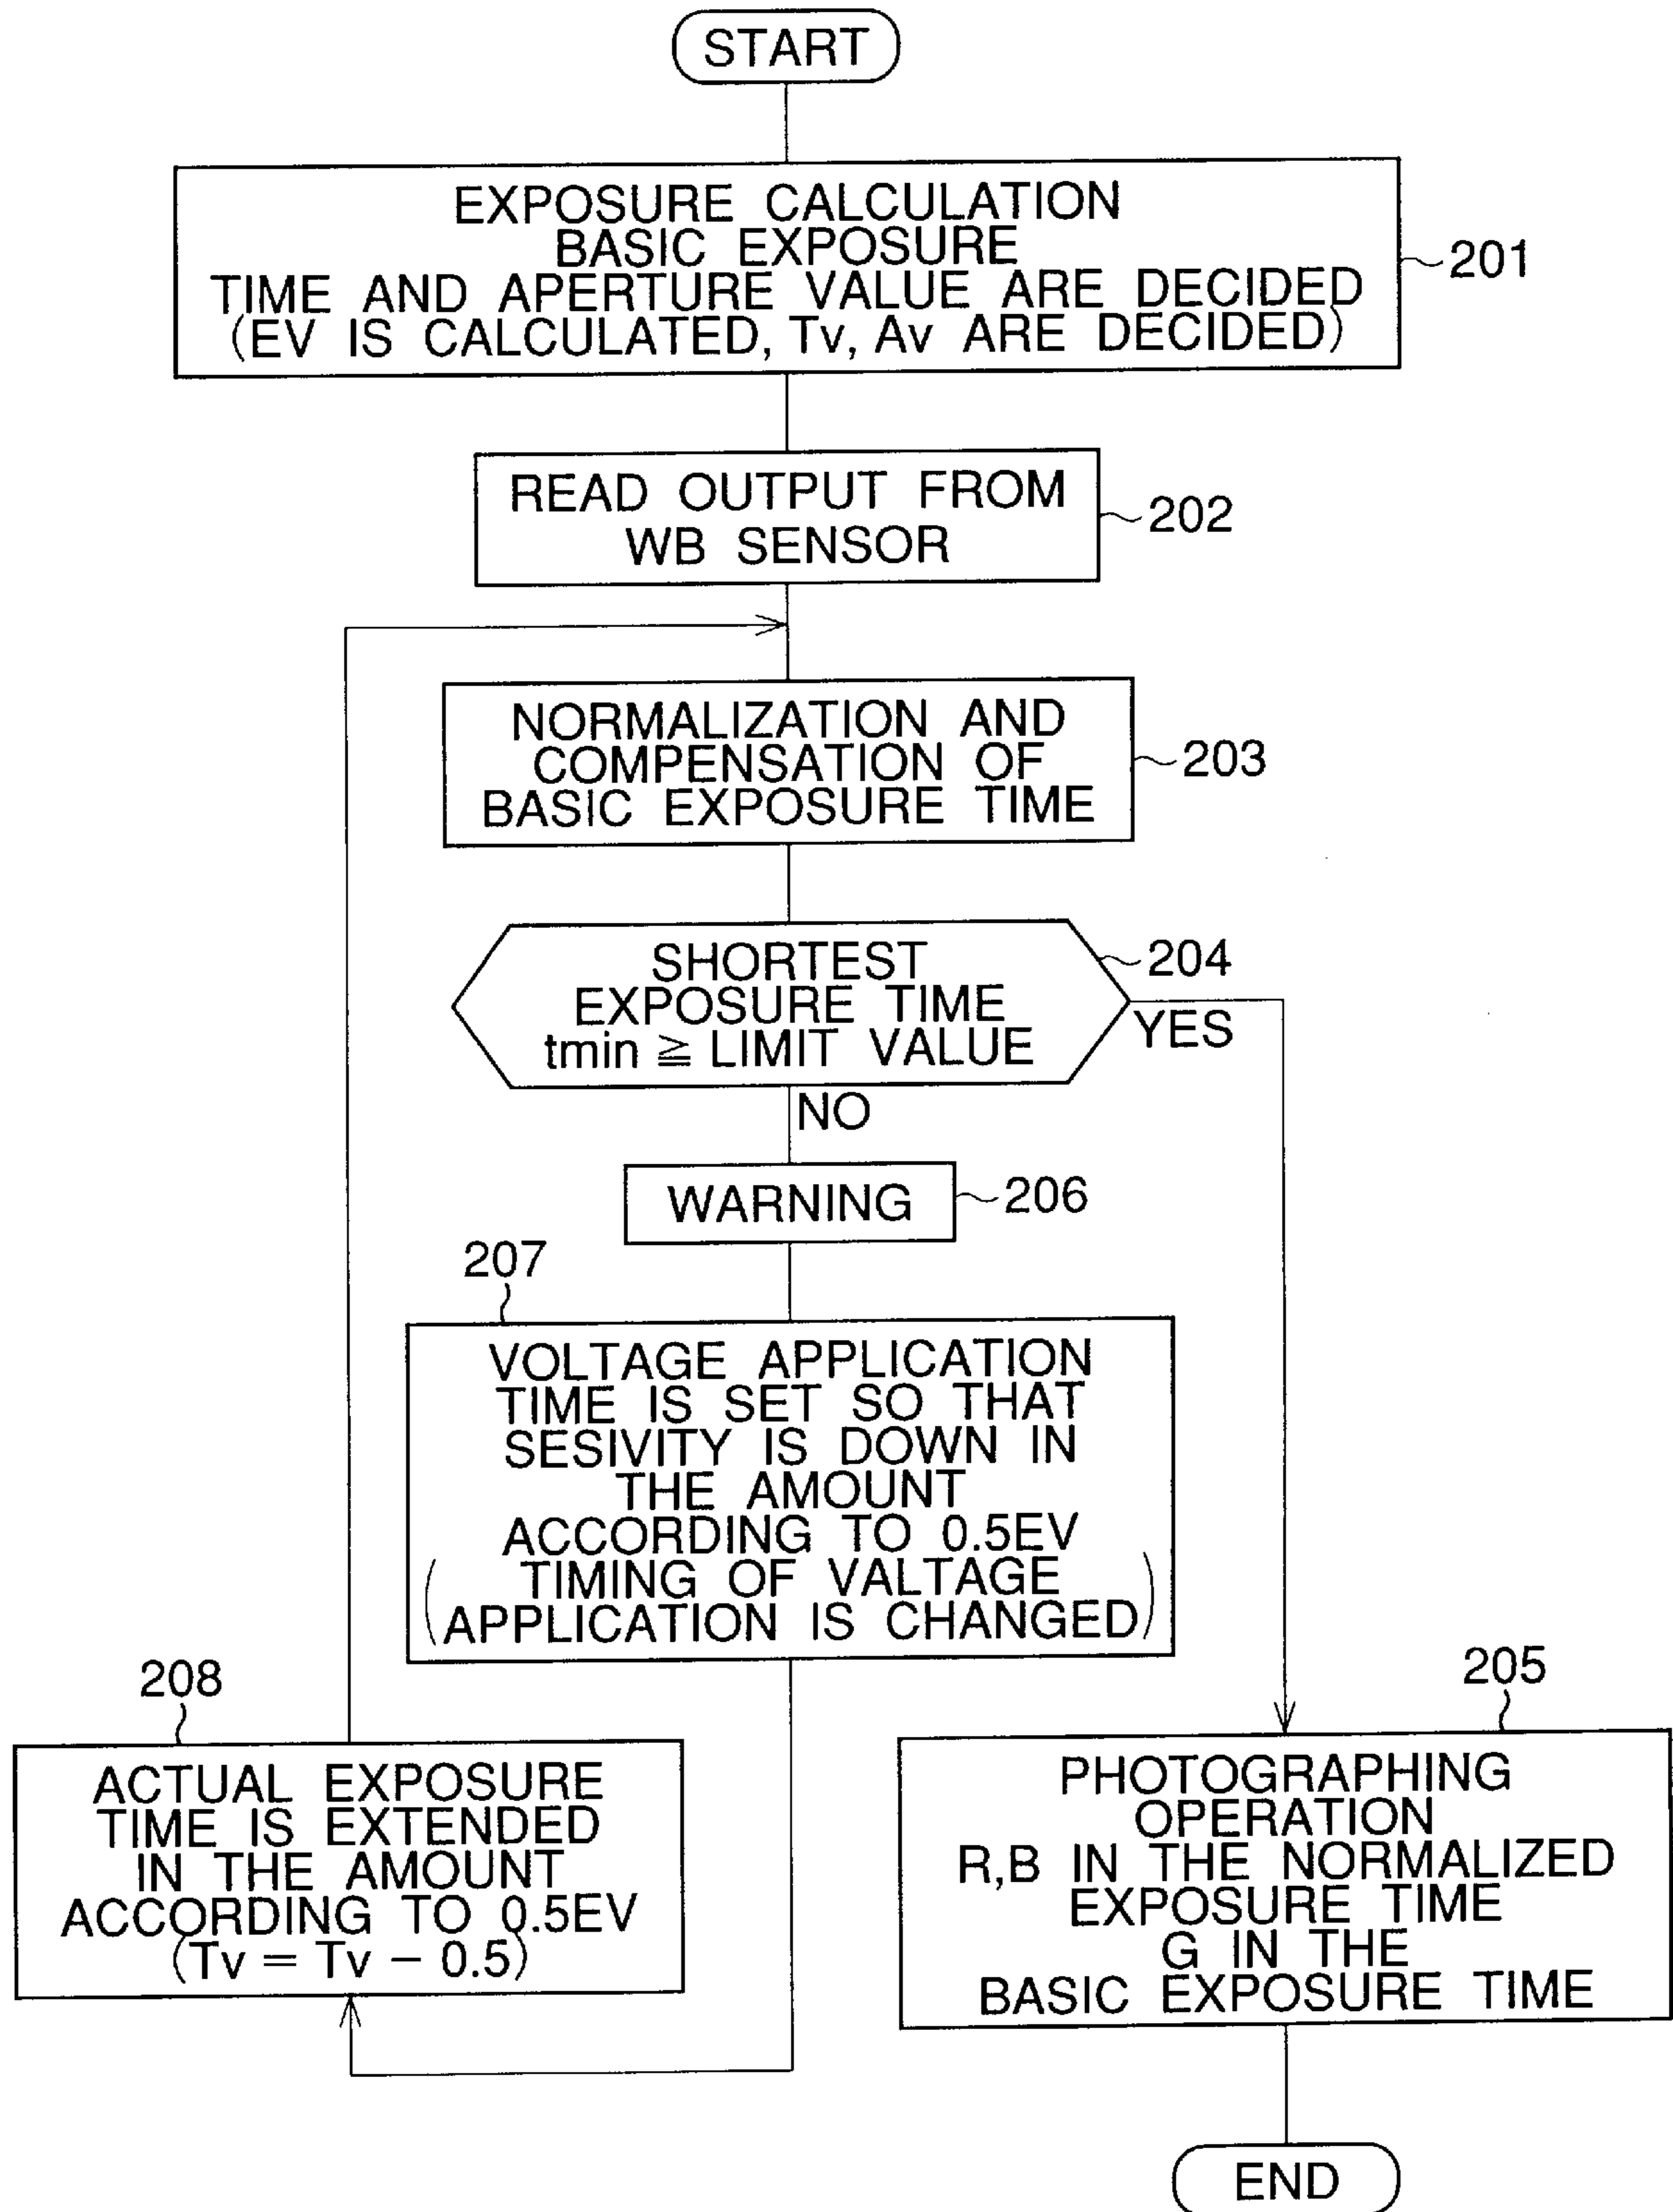 START
EXPOSURE CALCULATION
BASIC EXPOSURE
TIME AND APERTURE VALUE ARE DECIDED
(EV IS CALCULATED, Tv, Av ARE DECIDED)
201
READ OUTPUT FROM
WB SENSOR
202
NORMALIZATION AND
COMPENSATION OF
BASIC EXPOSURE TIME
203
SHORTEST
EXPOSURE TIME
tmin ≧ LIMIT VALUE
204
YES
NO
WARNING
206
207
VOLTAGE APPLICATION
TIME IS SET SO THAT
SESIVITY IS DOWN IN
THE AMOUNT
ACCORDING TO 0.5EV
(TIMING OF VALTAGE
APPLICATION IS CHANGED)
208
ACTUAL EXPOSURE
TIME IS EXTENDED
IN THE AMOUNT
ACCORDING TO 0.5EV
(Tv = Tv − 0.5)
205
PHOTOGRAPHING
OPERATION
R,B IN THE NORMALIZED
EXPOSURE TIME
G IN THE
BASIC EXPOSURE TIME
END